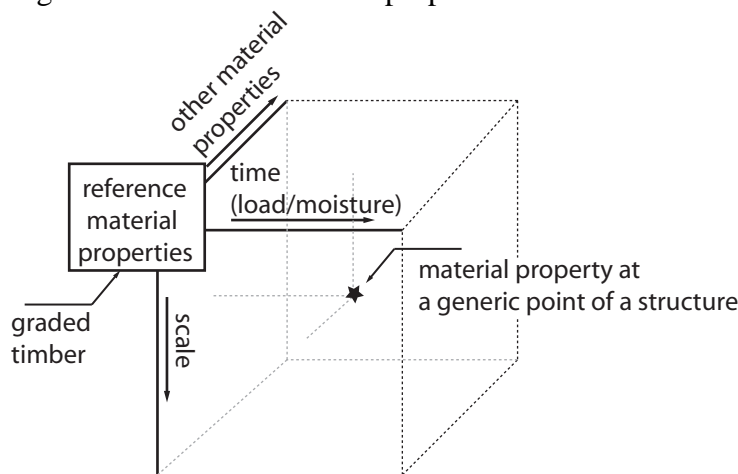 other material
properties
time
(load/moisture)
reference
material
properties
material property at
a generic point of a structure
graded
timber
scale